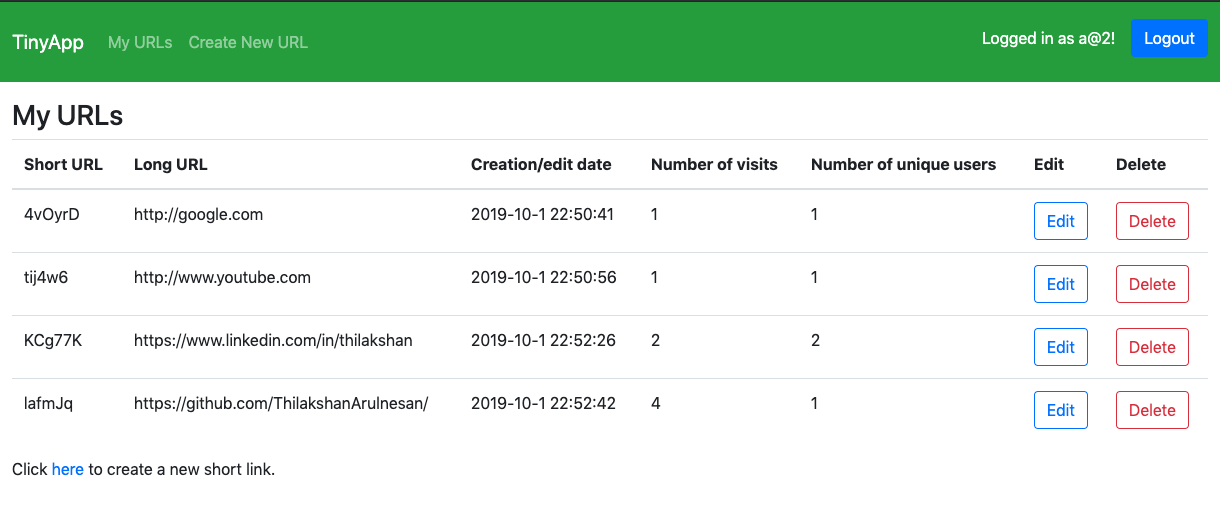 TinyApp My URLs Create New URL Logged in as a@2! Logout
My URLs
Short URL Long URL Creation/edit date Number of visits Number of unique users Edit Delete
4vOyrD http://google.com 2019-10-1 22:50:41 1 1 Edit Delete
tij4w6 http://www.youtube.com 2019-10-1 22:50:56 1 1 Edit Delete
KCg77K https://www.linkedin.com/in/thilakshan 2019-10-1 22:52:26 2 2 Edit Delete
lafmJq https://github.com/ThilakshanArulnesan/ 2019-10-1 22:52:42 4 1 Edit Delete
Click here to create a new short link.